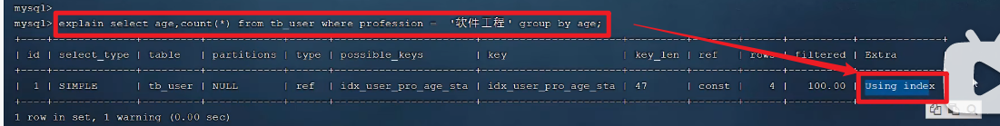 mysql>
mysql> explain select age,count(*) from tb_user where profession = '软件工程' group by age;
+----+-------------+---------+------------+------+----------------------+----------------------+---------+-------+------+----------+-------------+
| id | select_type | table | partitions | type | possible_keys | key | key_len | ref | rows | filtered | Extra |
| 1 | SIMPLE | tb_user | NULL | ref | idx_user_pro_age_sta | idx_user_pro_age_sta | 47 | const | 4 | 100.00 | Using index |
1 row in set, 1 warning (0.00 sec)